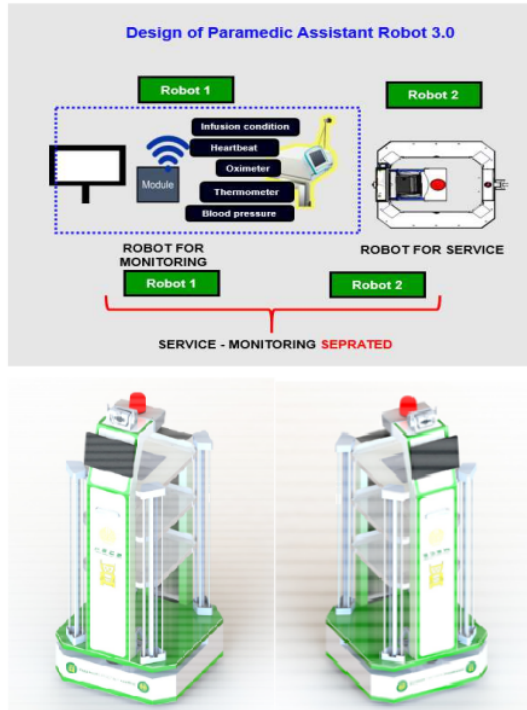 Design of Paramedic Assistant Robot 3.0
Robot 1
Robot 2
Infusion condition
Heartbeat
Oximeter
Thermometer
Blood pressure
Module
ROBOT FOR
MONITORING
ROBOT FOR SERVICE
Robot 1
Robot 2
SERVICE - MONITORING SEPRATED